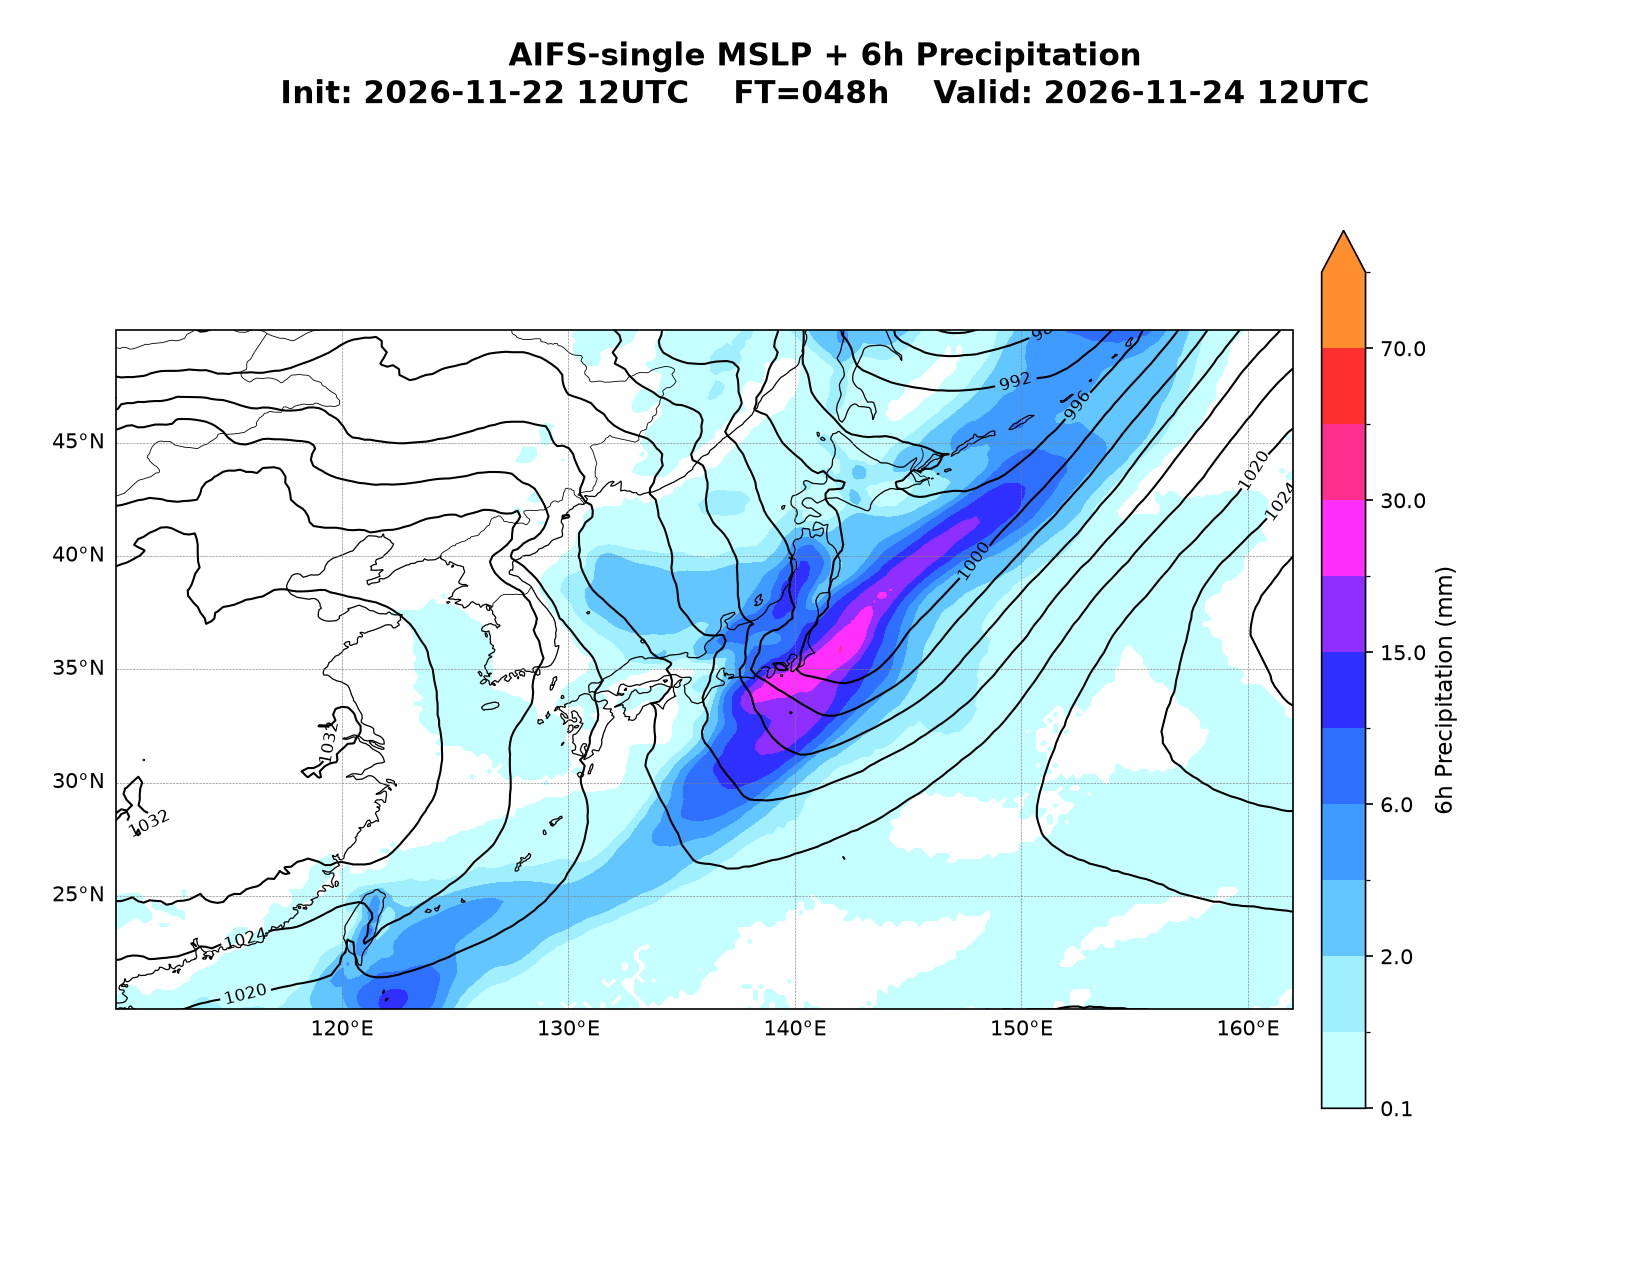 AIFS-single MSLP + 6h Precipitation
Init: 2026-11-22 12UTC    FT=048h    Valid: 2026-11-24 12UTC
992
996
1000
1020
1024
1032
1032
1024
1020
45°N
40°N
35°N
30°N
25°N
120°E
130°E
140°E
150°E
160°E
70.0
30.0
15.0
6.0
2.0
0.1
6h Precipitation (mm)